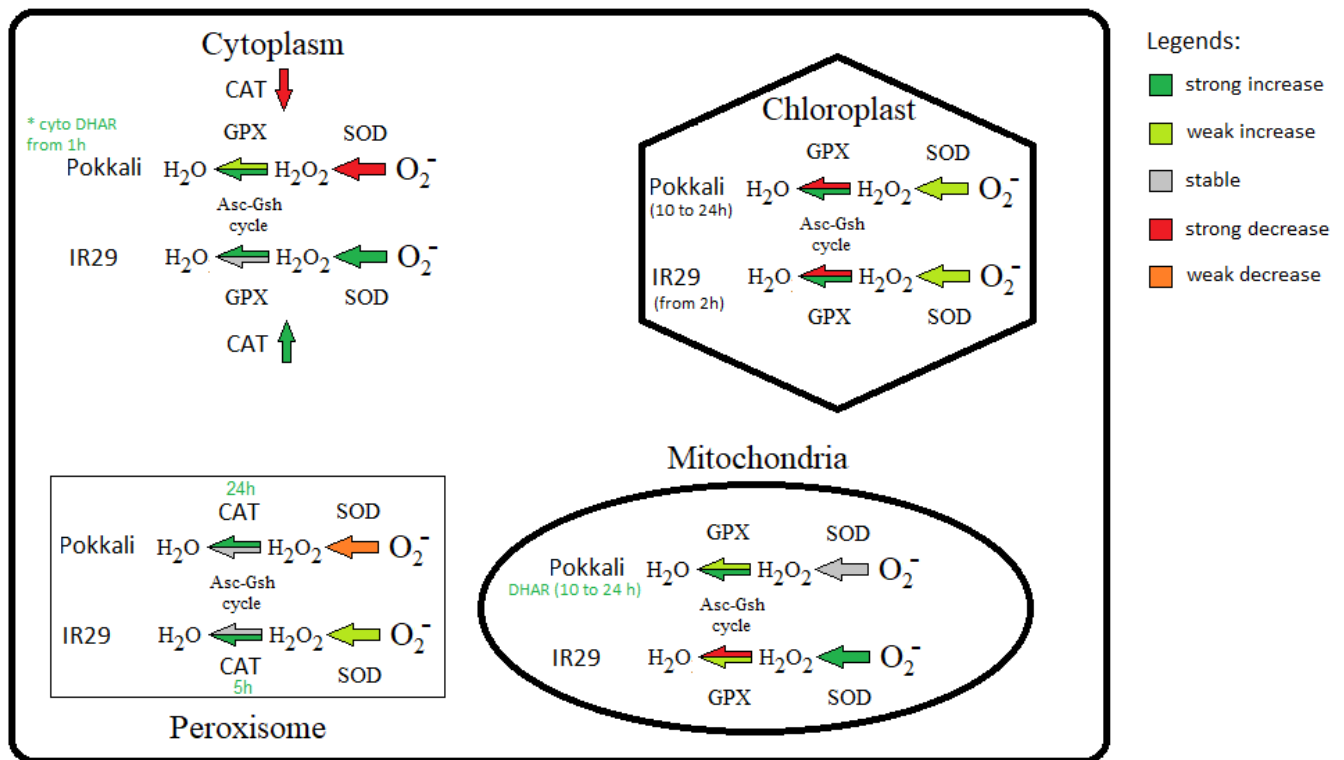 Cytoplasm
CAT
* cyto DHAR
from 1h
GPX SOD
Pokkali H₂O H₂O₂ O₂⁻
Asc-Gsh
cycle
IR29 H₂O H₂O₂ O₂⁻
GPX SOD
CAT
Chloroplast
GPX SOD
Pokkali H₂O H₂O₂ O₂⁻
(10 to 24h)
Asc-Gsh
cycle
IR29 H₂O H₂O₂ O₂⁻
(from 2h)
GPX SOD
Legends:
strong increase
weak increase
stable
strong decrease
weak decrease
24h
CAT SOD
Pokkali H₂O H₂O₂ O₂⁻
Asc-Gsh
cycle
IR29 H₂O H₂O₂ O₂⁻
CAT SOD
5h
Peroxisome
Mitochondria
GPX SOD
Pokkali H₂O H₂O₂ O₂⁻
DHAR (10 to 24 h)
Asc-Gsh
cycle
IR29 H₂O H₂O₂ O₂⁻
GPX SOD